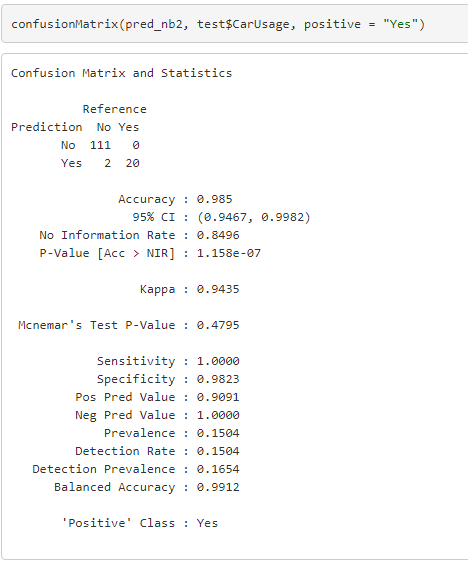 confusionMatrix(pred_nb2, test$CarUsage, positive = "Yes")
Confusion Matrix and Statistics
Reference
Prediction No Yes
No 111 0
Yes 2 20
Accuracy : 0.985
95% CI : (0.9467, 0.9982)
No Information Rate : 0.8496
P-Value [Acc > NIR] : 1.158e-07
Kappa : 0.9435
Mcnemar's Test P-Value : 0.4795
Sensitivity : 1.0000
Specificity : 0.9823
Pos Pred Value : 0.9091
Neg Pred Value : 1.0000
Prevalence : 0.1504
Detection Rate : 0.1504
Detection Prevalence : 0.1654
Balanced Accuracy : 0.9912
'Positive' Class : Yes